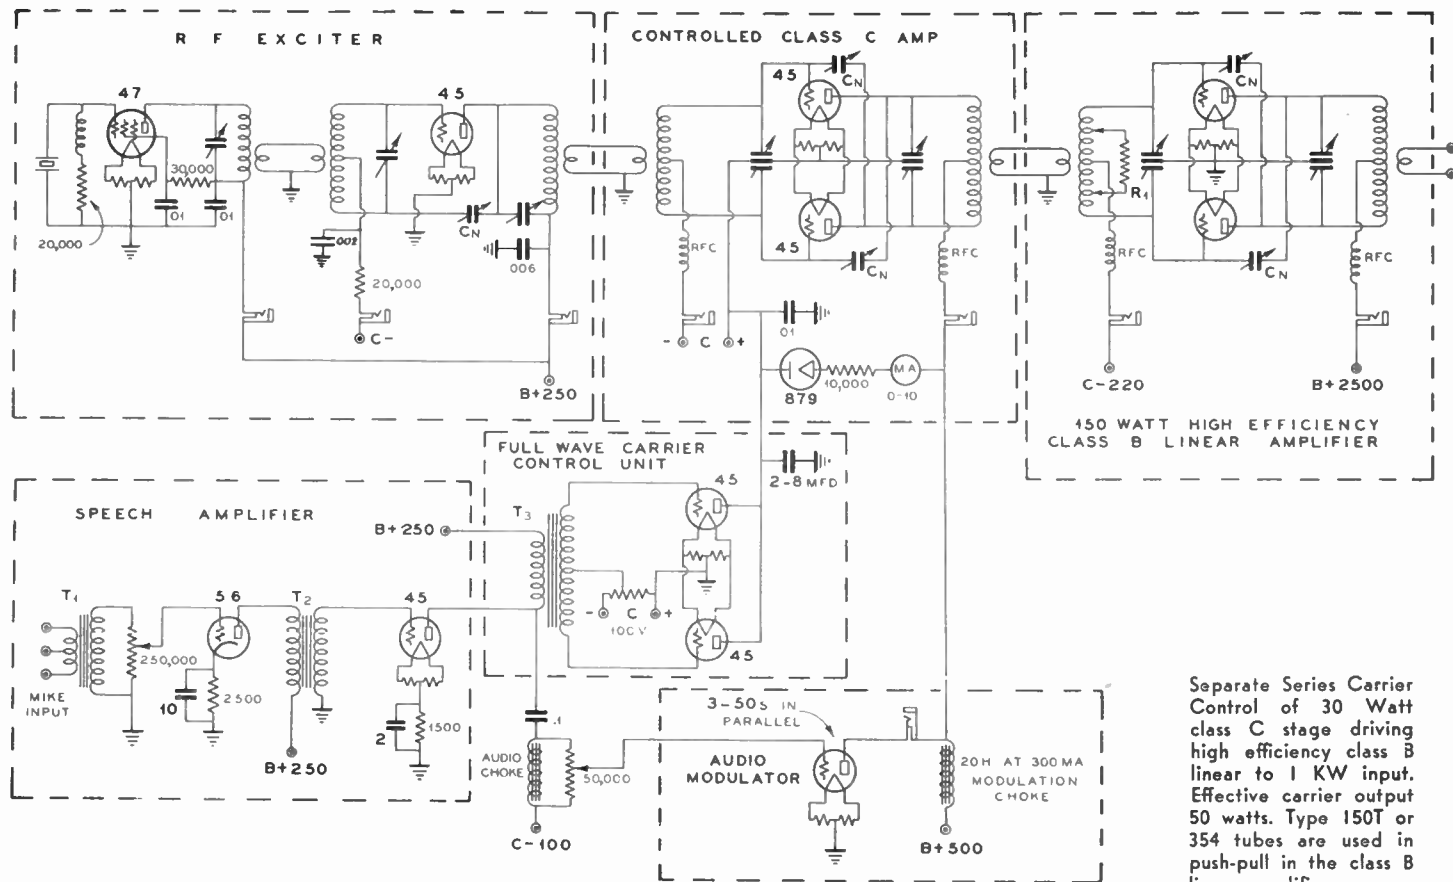 R F EXCITER
47
45
30,000
.01
.01
20,000
CN
.002
.006
20,000
C-
B+250
CONTROLLED CLASS C AMP
45
CN
45
RFC
CN
RFC
- C +
.01
879
10,000
MA
0-10
CN
R1
RFC
CN
RFC
C-220
B+2500
150 WATT HIGH EFFICIENCY
CLASS B LINEAR AMPLIFIER
FULL WAVE CARRIER
CONTROL UNIT
45
2-8 MFD
T3
B+250
- C +
100V
45
SPEECH AMPLIFIER
T1
56
T2
45
250,000
MIKE
INPUT
10
2500
2
1500
B+250
.1
AUDIO
CHOKE
50,000
C-100
3-50s IN
PARALLEL
AUDIO
MODULATOR
20H AT 300MA
MODULATION
CHOKE
B+500
Separate Series Carrier
Control of 30 Watt
class C stage driving
high efficiency class B
linear to 1 KW input.
Effective carrier output
50 watts. Type 150T or
354 tubes are used in
push-pull in the class B